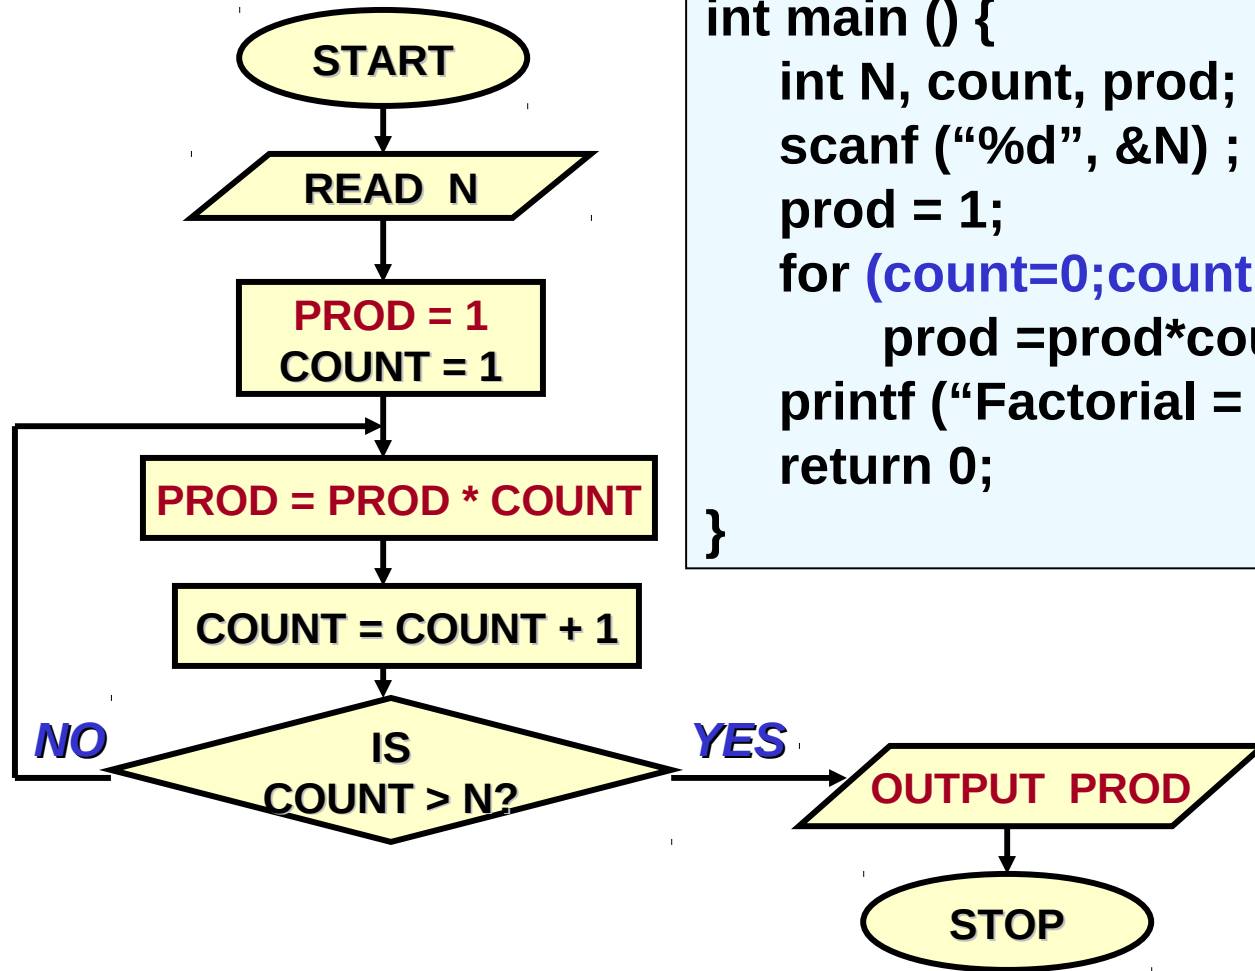 START
READ N
PROD = 1
COUNT = 1
PROD = PROD * COUNT
COUNT = COUNT + 1
NO
IS
COUNT > N?
YES
OUTPUT PROD
STOP
int main () {
int N, count, prod;
scanf (“%d”, &N) ;
prod = 1;
for (count=0;count
prod =prod*cou
printf (“Factorial =
return 0;
}